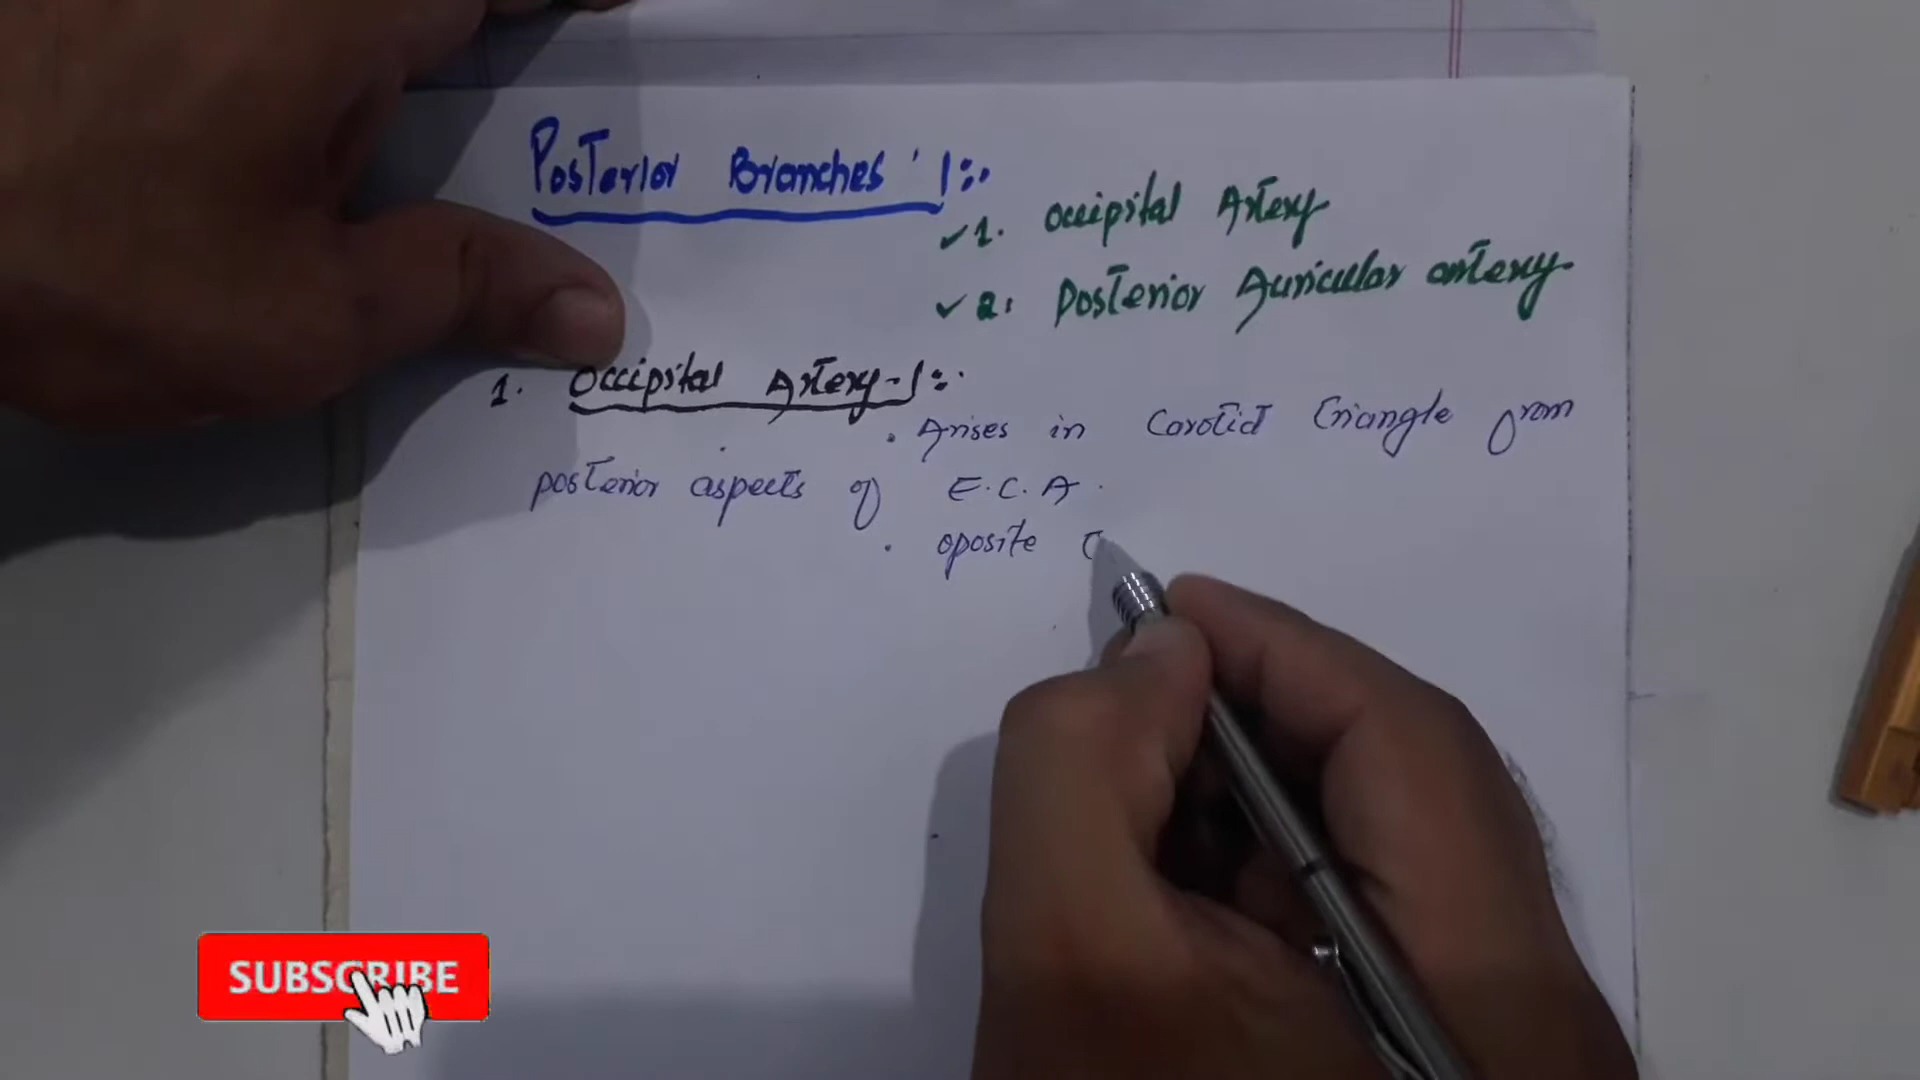 Posterior Branches :-
✓1. Occipital Artery
✓2. Posterior Auricular artery.
1. Occipital Artery :-
. Arises in Carotid Triangle from
posterior aspects of E.C.A.
. oposite
SUBSCRIBE